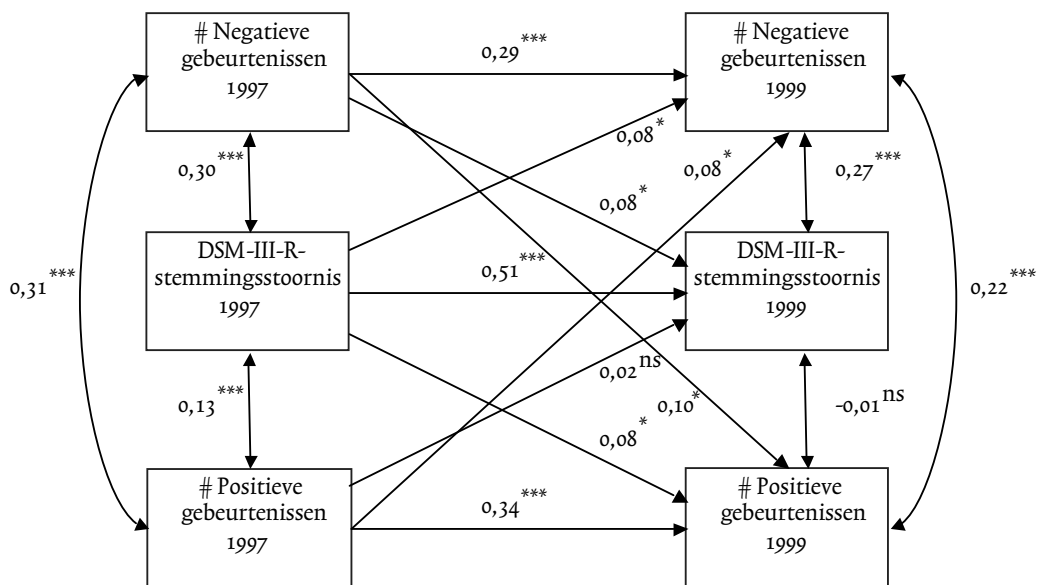 # Negatieve
gebeurtenissen
1997
# Negatieve
gebeurtenissen
1999
0,29***
0,30***
0,08*
0,08*
0,08*
0,27***
DSM-III-R-
stemmingsstoornis
1997
DSM-III-R-
stemmingsstoornis
1999
0,31***
0,51***
0,22***
0,13***
0,02ns
0,10*
-0,01ns
0,08*
# Positieve
gebeurtenissen
1997
# Positieve
gebeurtenissen
1999
0,34***